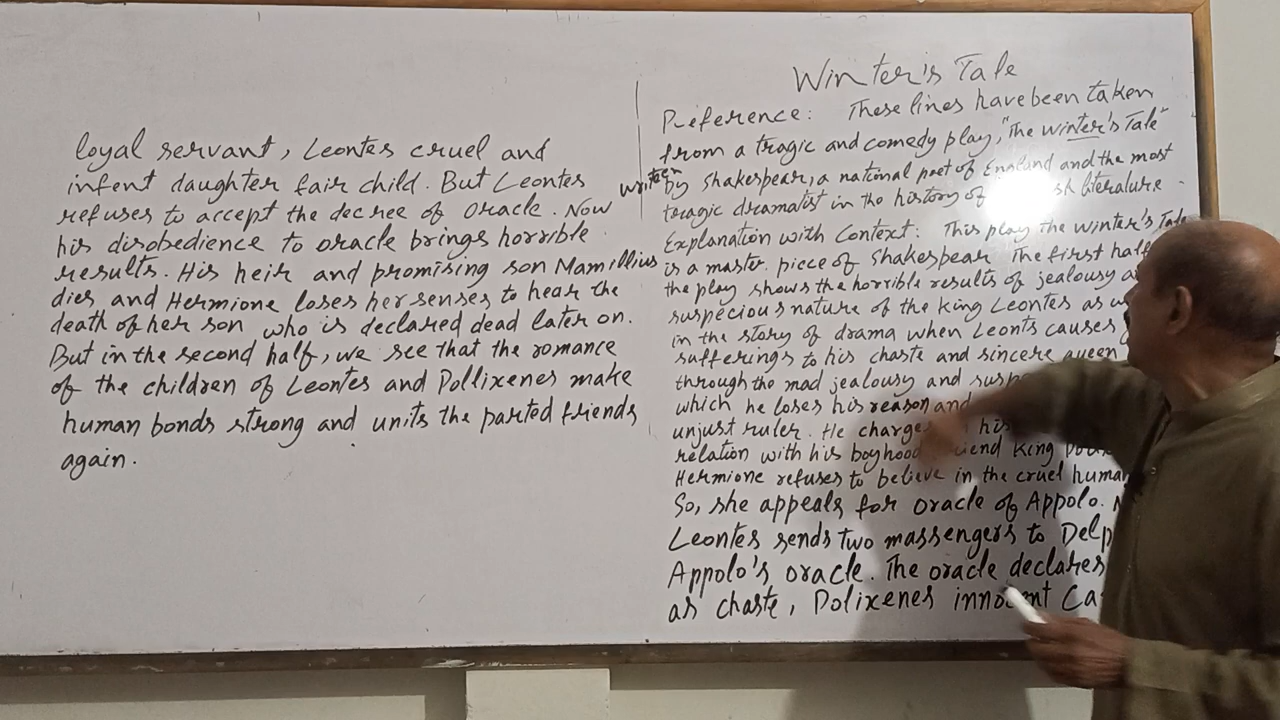 Winter's Tale
Preference: These lines have been taken
from a tragic and comedy play, "The Winter's Tale"
written by Shakespear, a national poet of England and the most
tragic dramatist in the history of literature.
Explanation with Context: This play the Winter's Tale
is a master piece of Shakespear. The first half
the play shows the horrible results of jealousy
suspecious nature of the King Leontes as
in the story of drama when Leonts causes
sufferings to his chaste and sincere queen
through the mad jealousy and
which he loses his reason and
unjust ruler. He charges his
relation with his boyhood friend King
Hermione refuses to believe in the cruel human
So, she appeals for oracle of Appolo.
Leontes sends two massengers to
Appolo's oracle. The oracle declares
as chaste, Polixenes innocent
loyal servant, Leontes cruel and
infent daughter fair child. But Leontes
refuses to accept the decree of oracle. Now
his disobedience to oracle brings horrible
results. His heir and promising son Mamillius
dies and Hermione loses her senses to hear the
death of her son who is declared dead later on.
But in the second half, we see that the romance
of the children of Leontes and Pollixenes make
human bonds strong and units the parted friends
again.